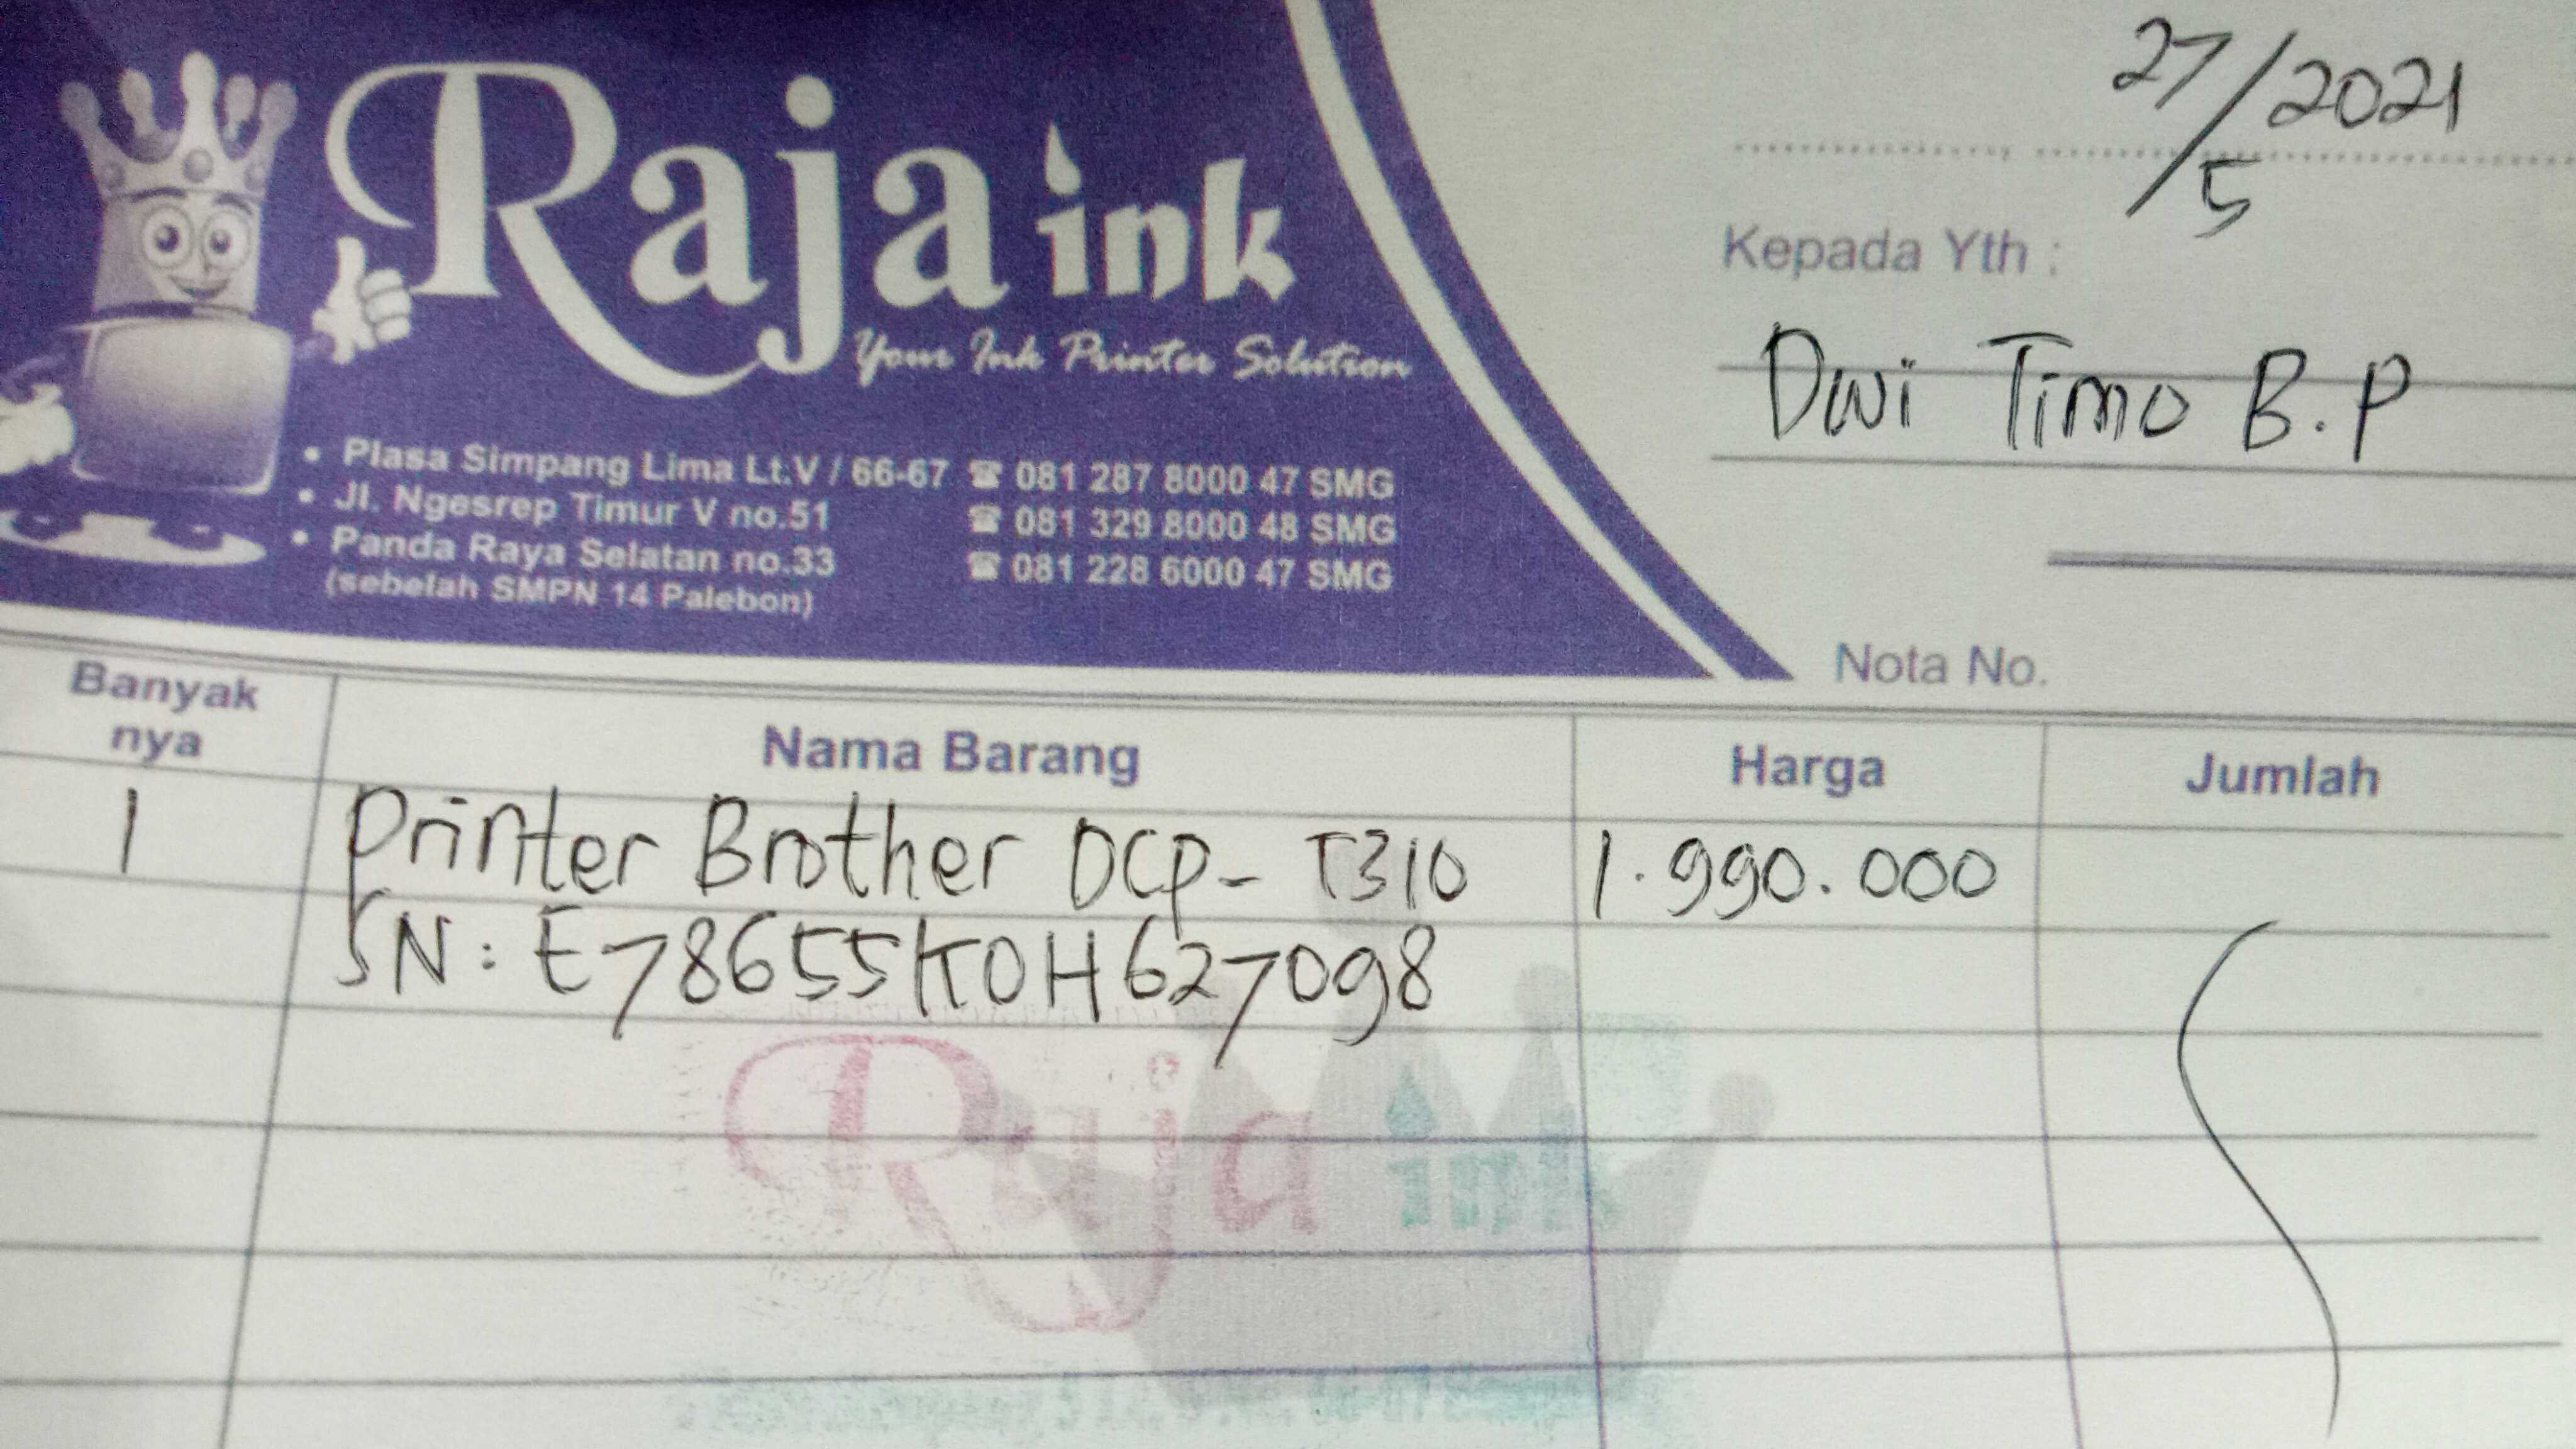 Raja ink
Your Ink Printer Solution
• Plasa Simpang Lima Lt.V / 66-67 ☎ 081 287 8000 47 SMG
• Jl. Ngesrep Timur V no.51 ☎ 081 329 8000 48 SMG
• Panda Raya Selatan no.33 ☎ 081 228 6000 47 SMG
(sebelah SMPN 14 Palebon)
27/5 2021
Kepada Yth :
Dwi Timo B.P
Nota No.
Banyak nya Nama Barang Harga Jumlah
1 Printer Brother DCP- T310 1.990.000
SN: E78655K0H627098
Raja ink